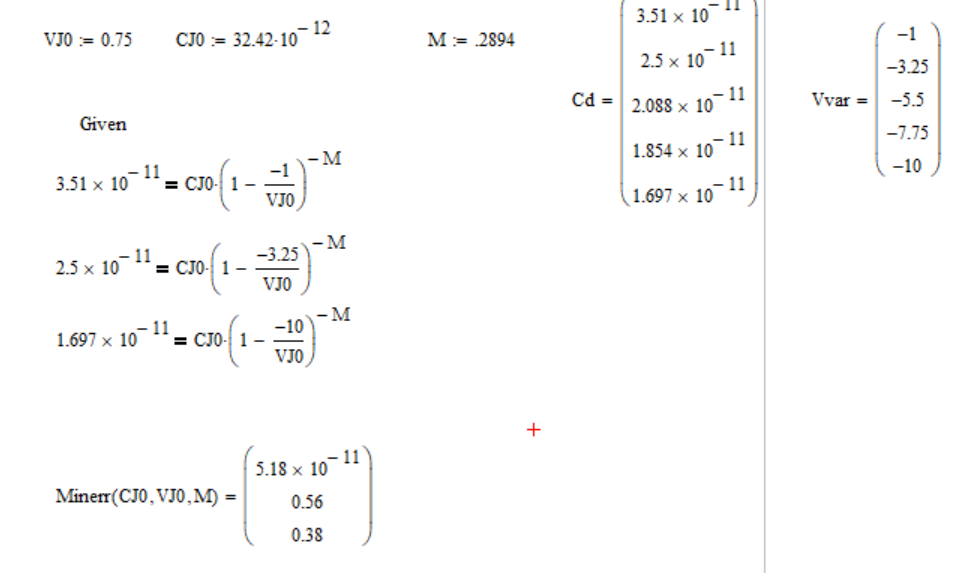 VJ0 := 0.75 CJ0 := 32.42·10^−12 M := .2894
Cd = (3.51 × 10^−11
2.5 × 10^−11
2.088 × 10^−11
1.854 × 10^−11
1.697 × 10^−11)
Vvar = (−1
−3.25
−5.5
−7.75
−10)
Given
3.51 × 10^−11 = CJ0·(1 − −1/VJ0)^−M
2.5 × 10^−11 = CJ0·(1 − −3.25/VJ0)^−M
1.697 × 10^−11 = CJ0·(1 − −10/VJ0)^−M
+
Minerr(CJ0,VJ0,M) = (5.18 × 10^−11
0.56
0.38)